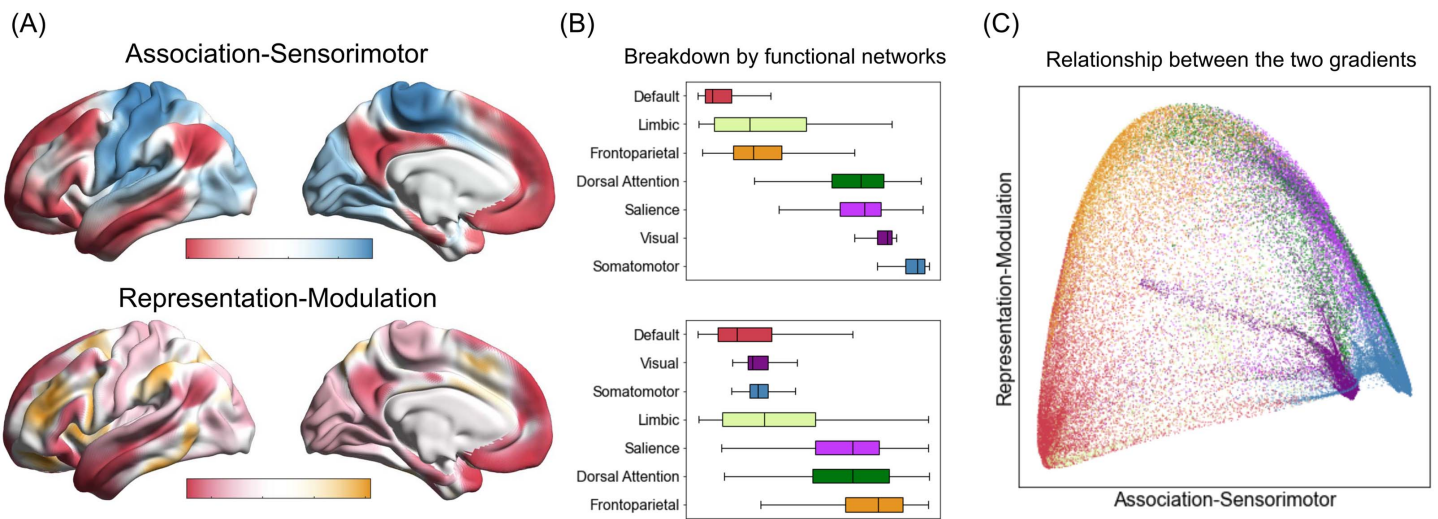 (A)
Association-Sensorimotor
Representation-Modulation
(B)
Breakdown by functional networks
Default
Limbic
Frontoparietal
Dorsal Attention
Salience
Visual
Somatomotor
Default
Visual
Somatomotor
Limbic
Salience
Dorsal Attention
Frontoparietal
(C)
Relationship between the two gradients
Representation-Modulation
Association-Sensorimotor